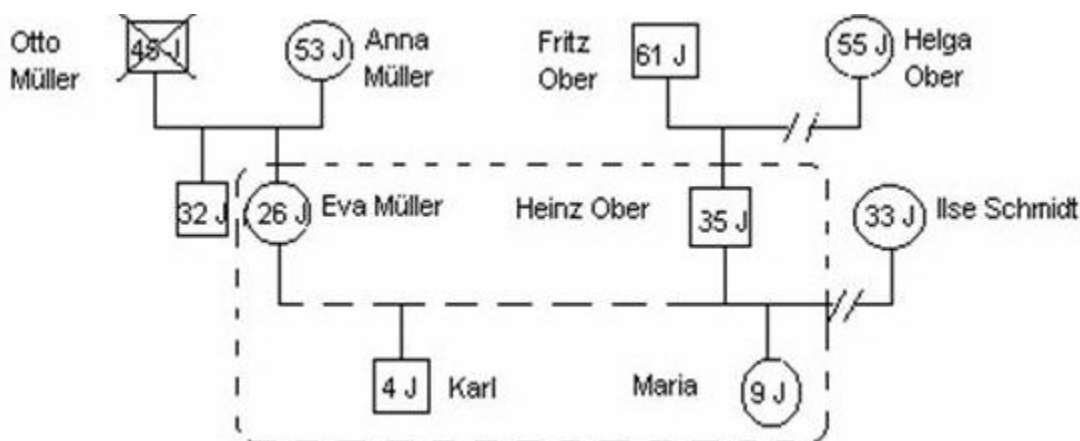 Otto
Müller
45 J
53 J
Anna
Müller
Fritz
Ober
61 J
55 J
Helga
Ober
32 J
26 J
Eva Müller
Heinz Ober
35 J
33 J
Ilse Schmidt
4 J
Karl
Maria
9 J